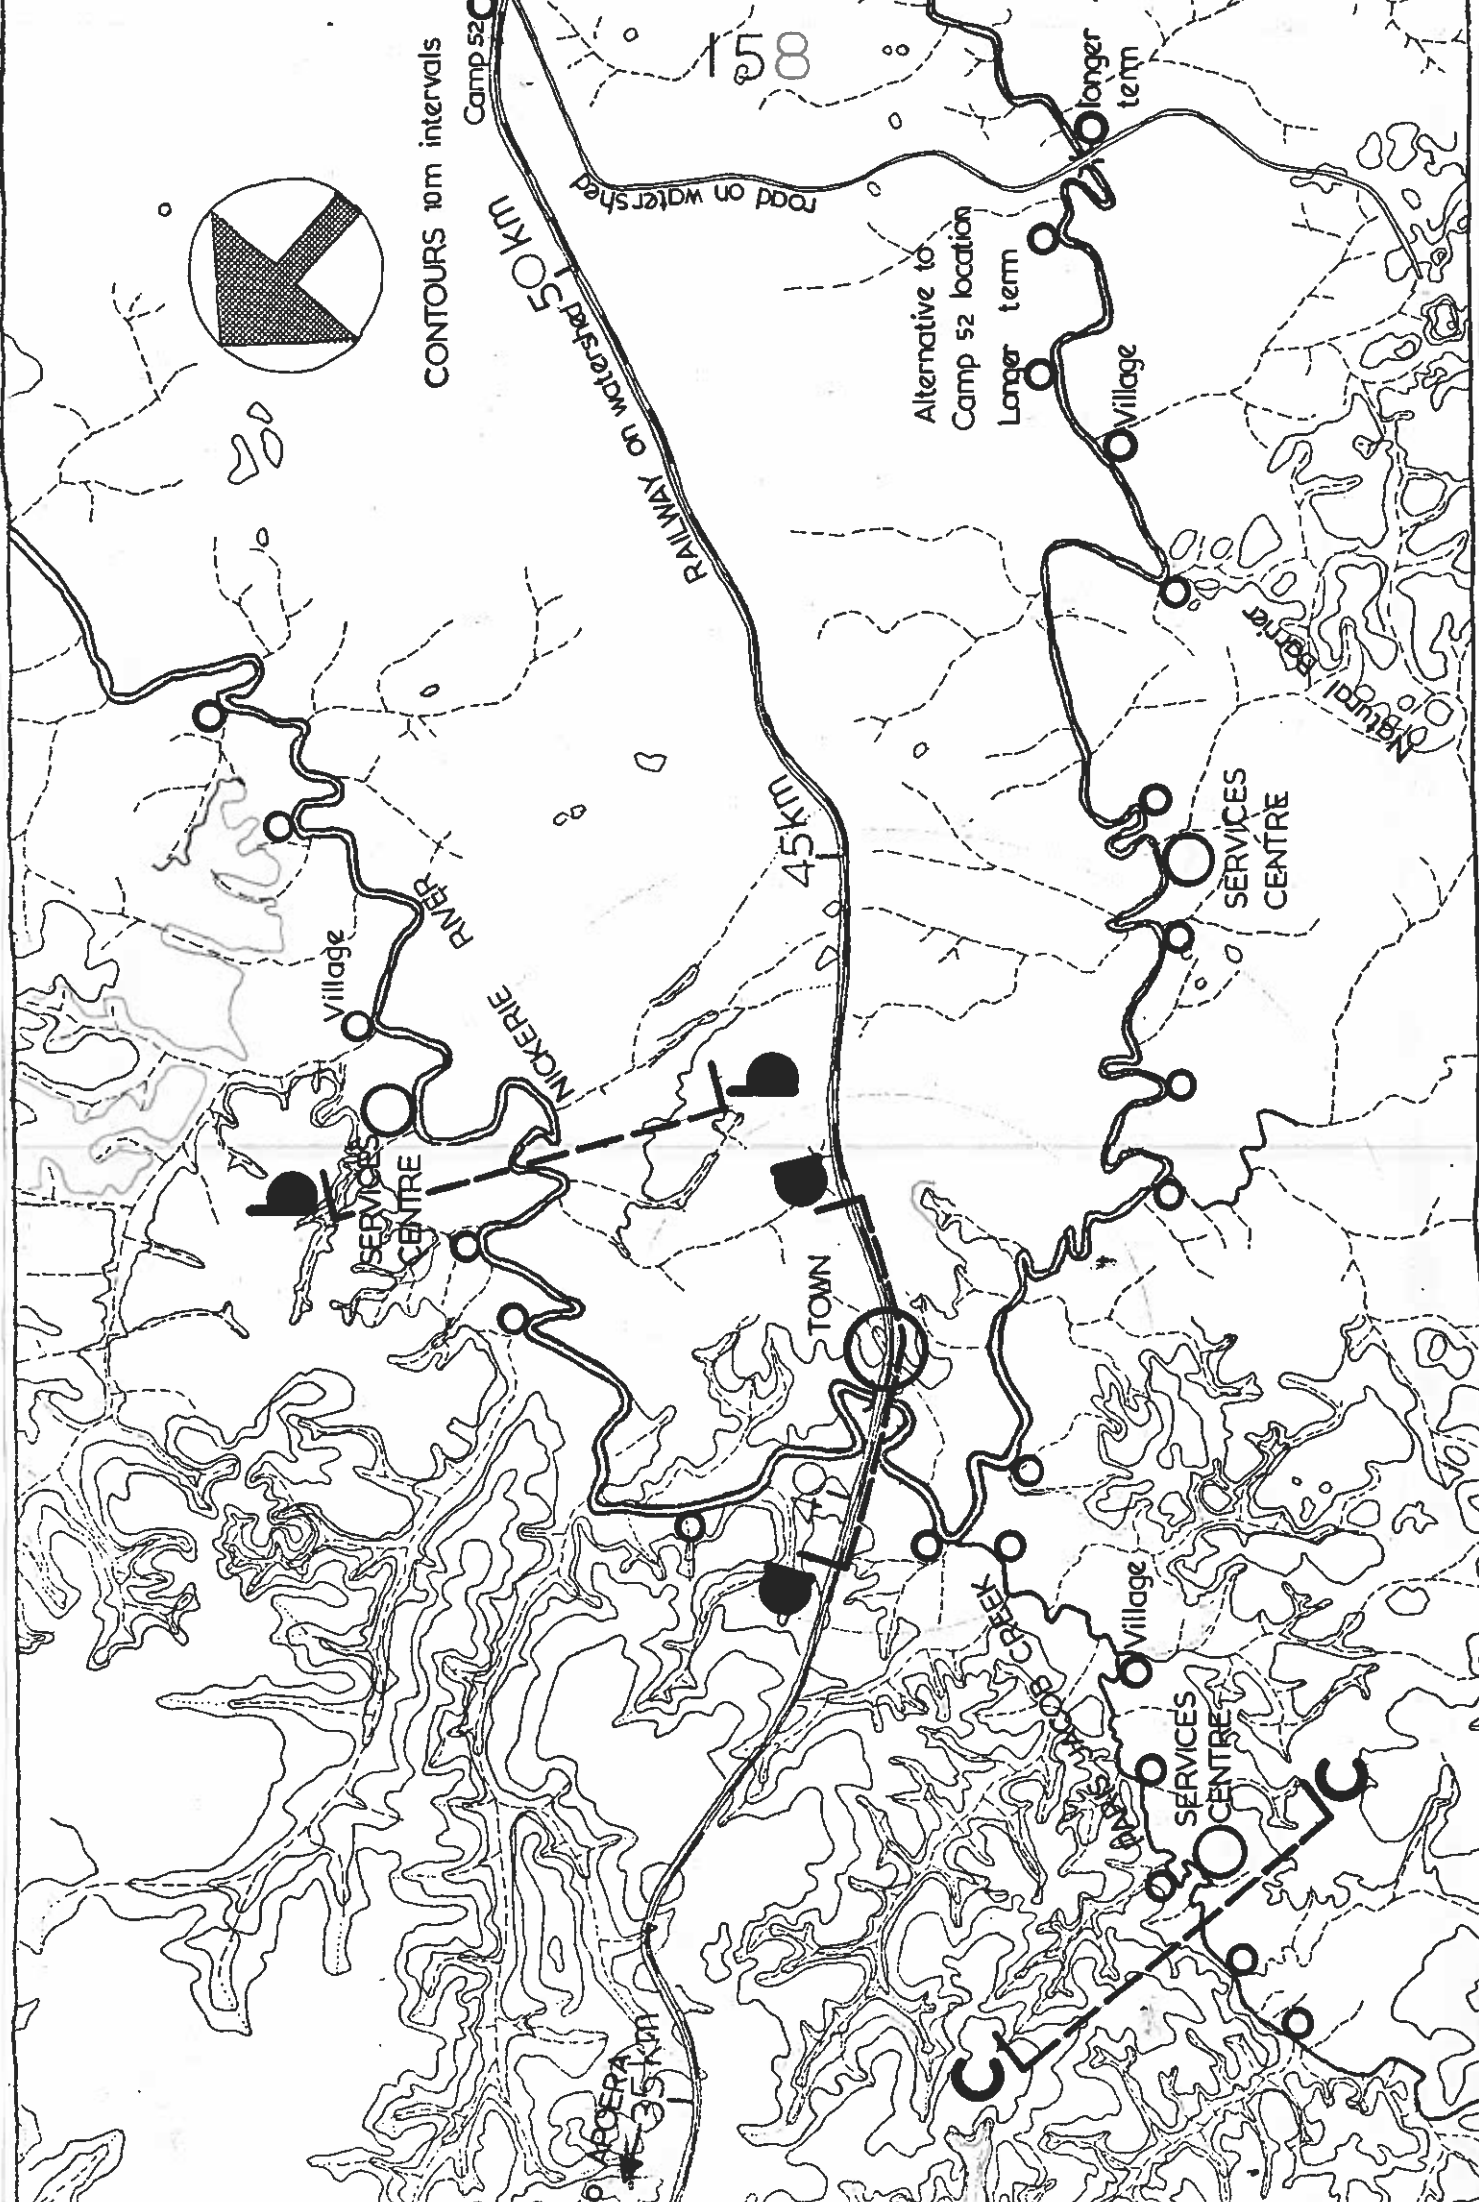 158
Camp 52
CONTOURS 10m intervals
50km
road on watershed
RAILWAY on watershed
longer
term
Alternative to
Camp 52 location
Longer term
Village
Natural Barrier
45km
SERVICES
CENTRE
NICKERIE RIVER
Village
SERVICES
CENTRE
TOWN
PARIS JACOB CREEK
Village
SERVICES
CENTRE
C
C
35km
AROERA